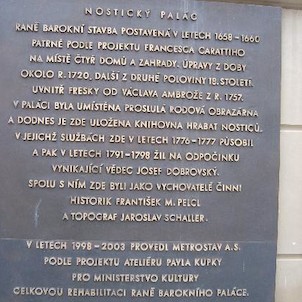 NOSTICKÝ PALÁC
RANĚ BAROKNÍ STAVBA POSTAVENÁ V LETECH 1658–1660
PATRNĚ PODLE PROJEKTU FRANCESCA CARATTIHO
NA MÍSTĚ ČTYŘ DOMŮ A ZAHRADY. ÚPRAVY Z DOBY
OKOLO R. 1720, DALŠÍ Z DRUHÉ POLOVINY 18. STOLETÍ.
UVNITŘ FRESKY OD VÁCLAVA AMBROŽE Z R. 1757.
V PALÁCI BYLA UMÍSTĚNA PROSLULÁ RODOVÁ OBRAZÁRNA
A DODNES JE ZDE ULOŽENA KNIHOVNA HRABAT NOSTICŮ.
V JEJICHŽ SLUŽBÁCH ZDE V LETECH 1776–1777 PŮSOBIL
A PAK V LETECH 1791–1798 ŽIL NA ODPOČINKU
VYNIKAJÍCÍ VĚDEC JOSEF DOBROVSKÝ.
SPOLU S NÍM ZDE BYLI JAKO VYCHOVATELÉ ČINNI
HISTORIK FRANTIŠEK M. PELCL
A TOPOGRAF JAROSLAV SCHALLER.
V LETECH 1998–2003 PROVEDL METROSTAV A.S.
PODLE PROJEKTU ATELIÉRU PAVLA KUPKY
PRO MINISTERSTVO KULTURY
CELKOVOU REHABILITACI RANĚ BAROKNÍHO PALÁCE.